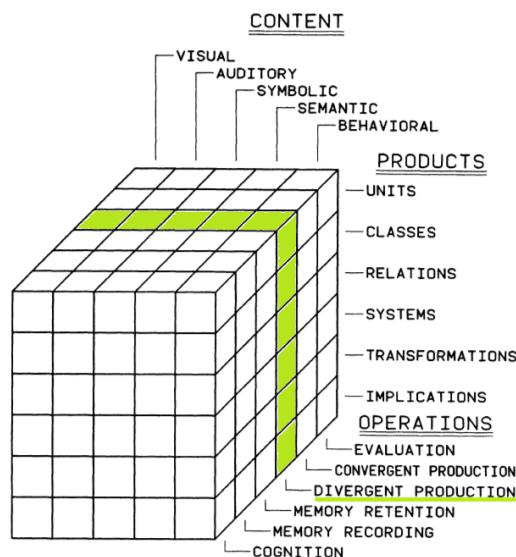 CONTENT
VISUAL
AUDITORY
SYMBOLIC
SEMANTIC
BEHAVIORAL
PRODUCTS
UNITS
CLASSES
RELATIONS
SYSTEMS
TRANSFORMATIONS
IMPLICATIONS
OPERATIONS
EVALUATION
CONVERGENT PRODUCTION
DIVERGENT PRODUCTION
MEMORY RETENTION
MEMORY RECORDING
COGNITION